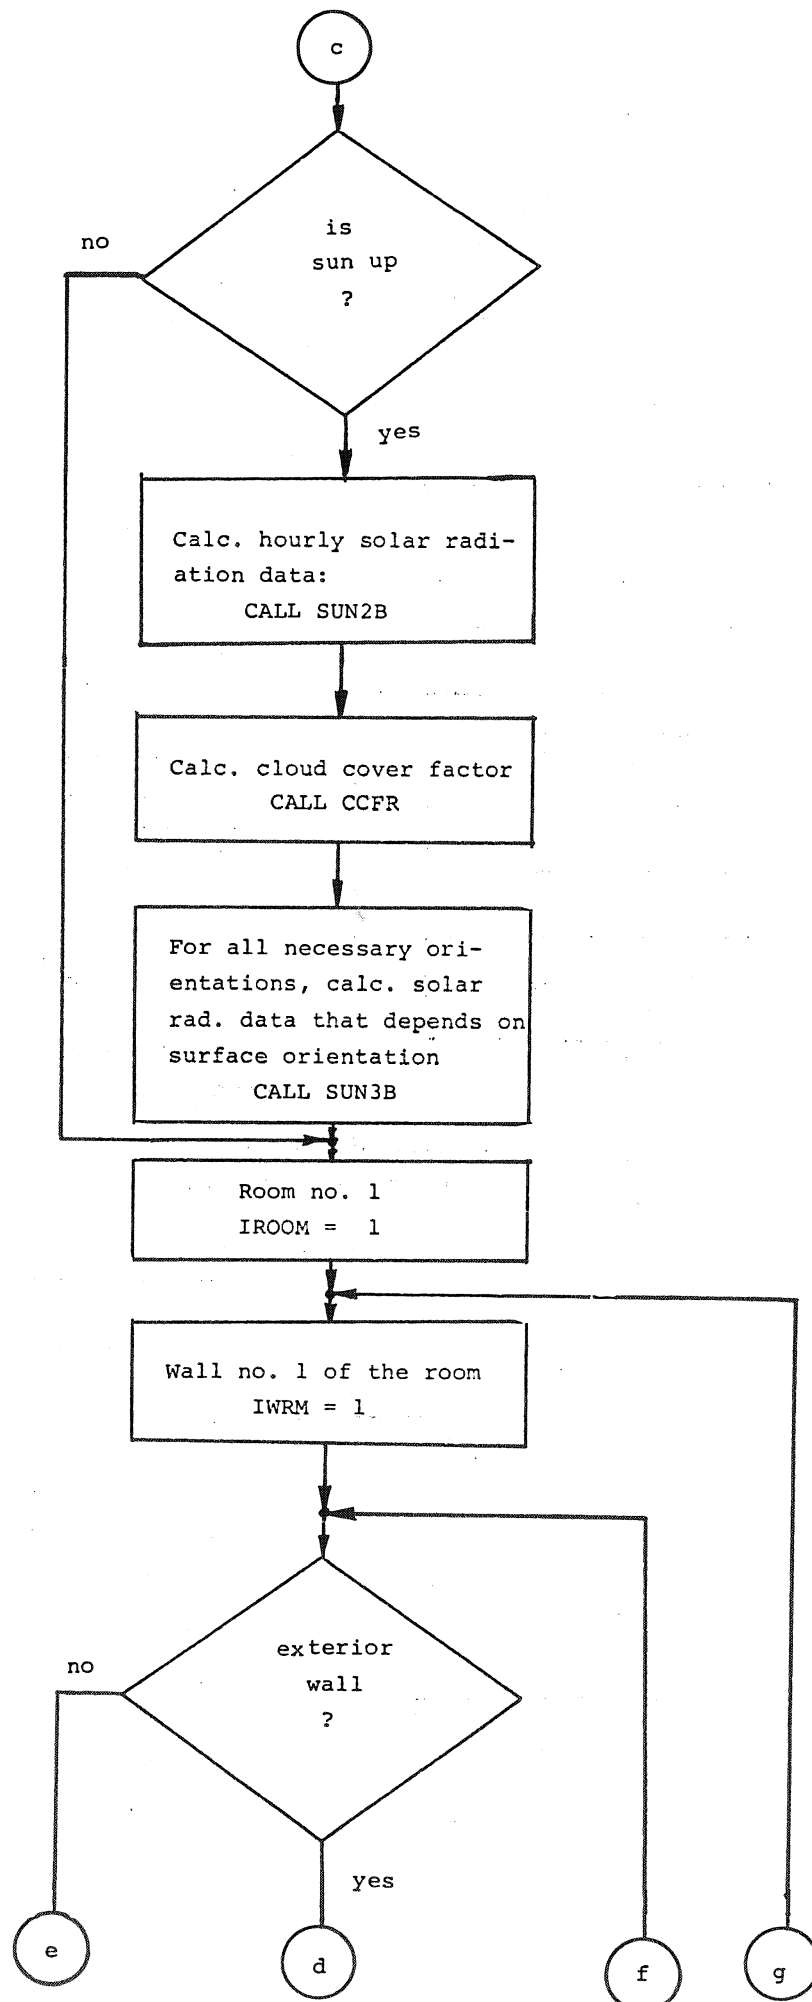 c
is
sun up
?
no
yes
Calc. hourly solar radi-
ation data:
CALL SUN2B
Calc. cloud cover factor
CALL CCFR
For all necessary ori-
entations, calc. solar
rad. data that depends on
surface orientation
CALL SUN3B
Room no. 1
IROOM = 1
Wall no. 1 of the room
IWRM = 1
exterior
wall
?
no
yes
e
d
f
g